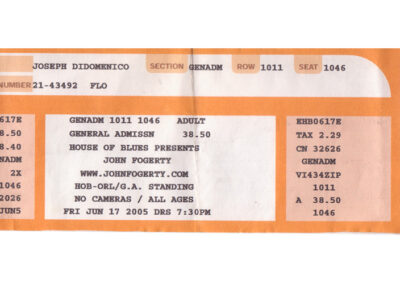 JOSEPH DIDOMENICO SECTION GENADM ROW 1011 SEAT 1046
NUMBER 21-43492 FLO
617E
8.50
8.40
NADM
2X
1046
2026
JUN5
GENADM 1011 1046 ADULT
GENERAL ADMISSN 38.50
HOUSE OF BLUES PRESENTS
JOHN FOGERTY
WWW.JOHNFOGERTY.COM
HOB-ORL/G.A. STANDING
NO CAMERAS / ALL AGES
FRI JUN 17 2005 DRS 7:30PM
EHB0617E
TAX 2.29
CN 32626
GENADM
VI434ZIP
1011
A 38.50
1046